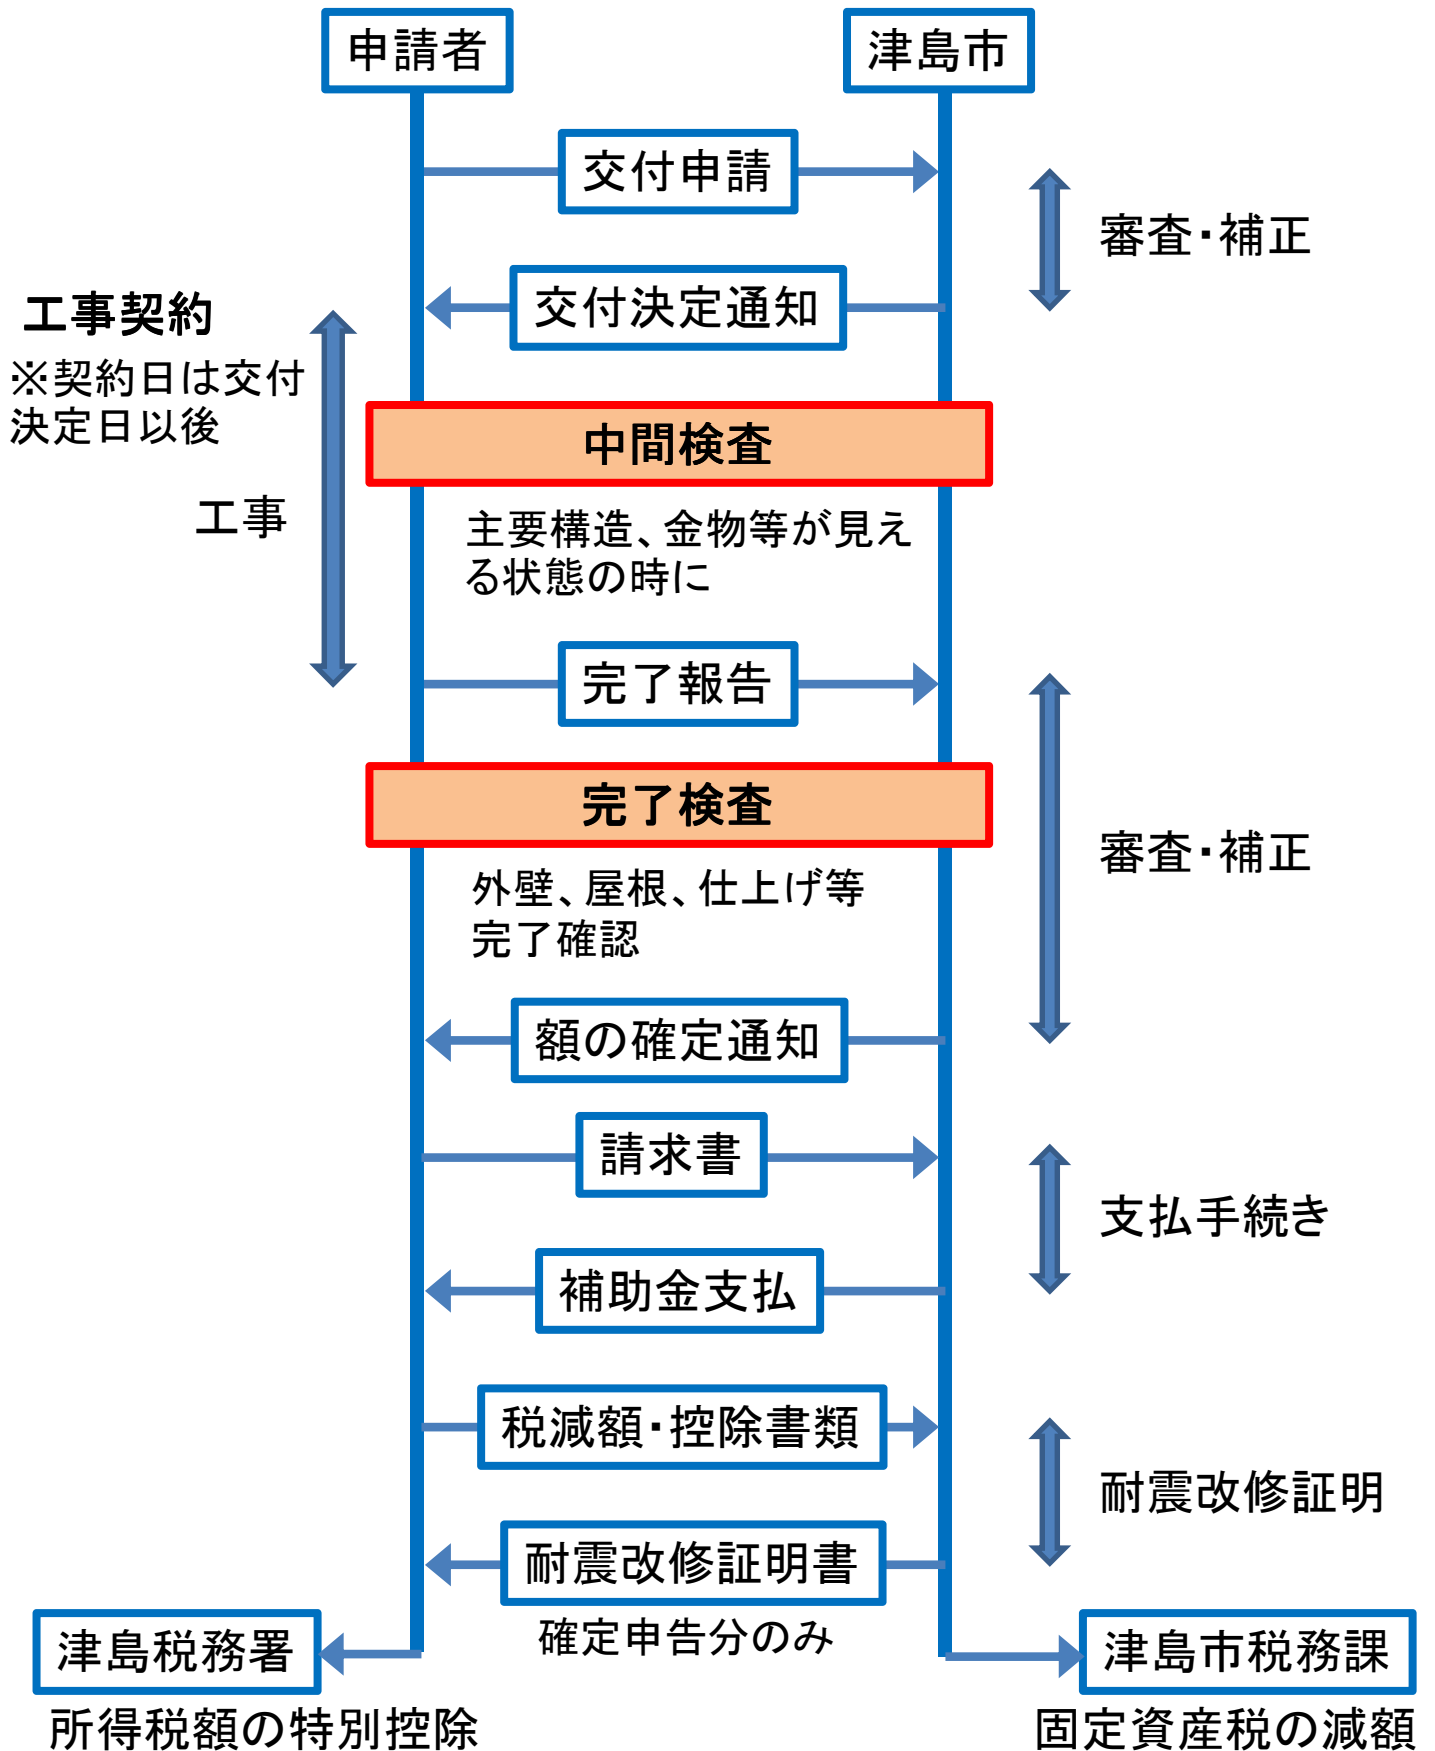 申請者
津島市
交付申請
審査・補正
交付決定通知
工事契約
※契約日は交付
決定日以後
中間検査
工事
主要構造、金物等が見え
る状態の時に
完了報告
完了検査
審査・補正
外壁、屋根、仕上げ等
完了確認
額の確定通知
請求書
支払手続き
補助金支払
税減額・控除書類
耐震改修証明
耐震改修証明書
確定申告分のみ
津島税務署
津島市税務課
所得税額の特別控除
固定資産税の減額